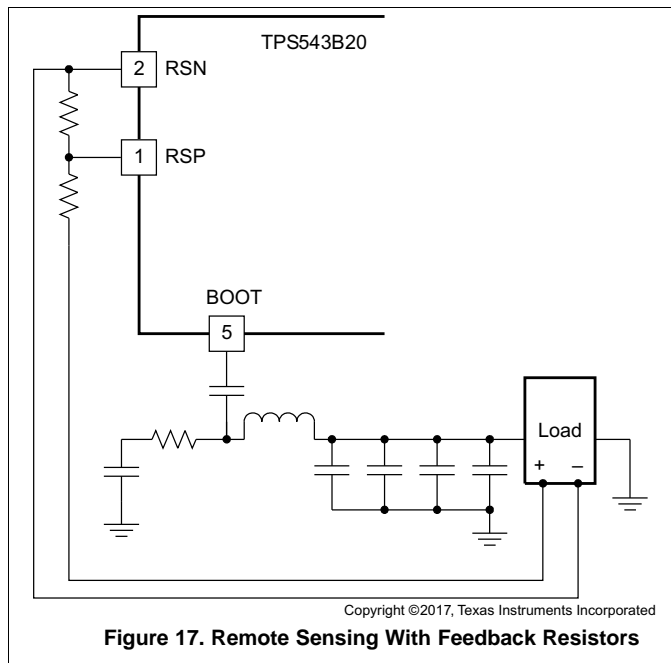 TPS543B20
2 RSN
1 RSP
BOOT
5
Load
+ –
Copyright ©2017, Texas Instruments Incorporated
Figure 17. Remote Sensing With Feedback Resistors